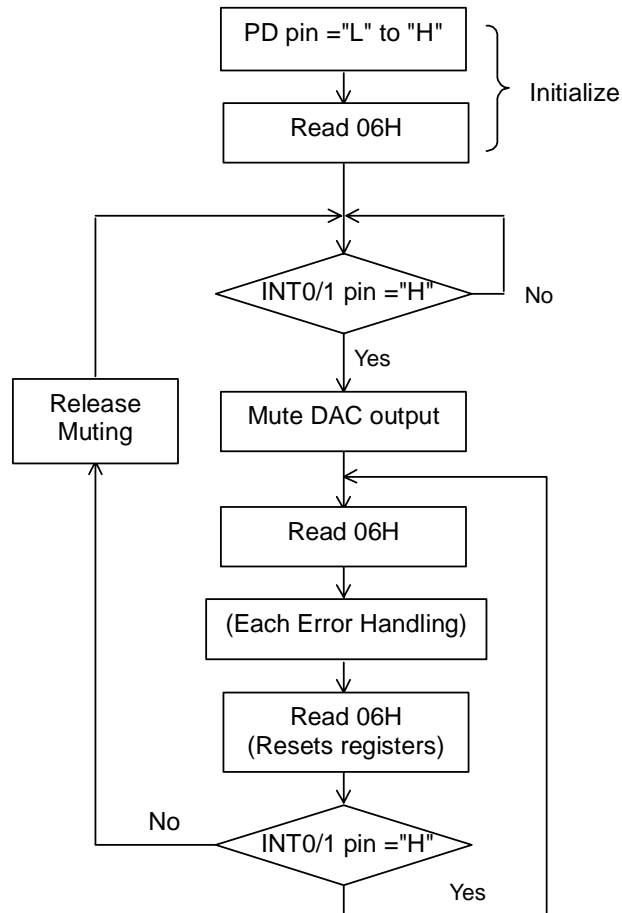 PD pin ="L" to "H"
Initialize
Read 06H
INT0/1 pin ="H"
No
Yes
Release
Muting
Mute DAC output
Read 06H
(Each Error Handling)
Read 06H
(Resets registers)
No
INT0/1 pin ="H"
Yes